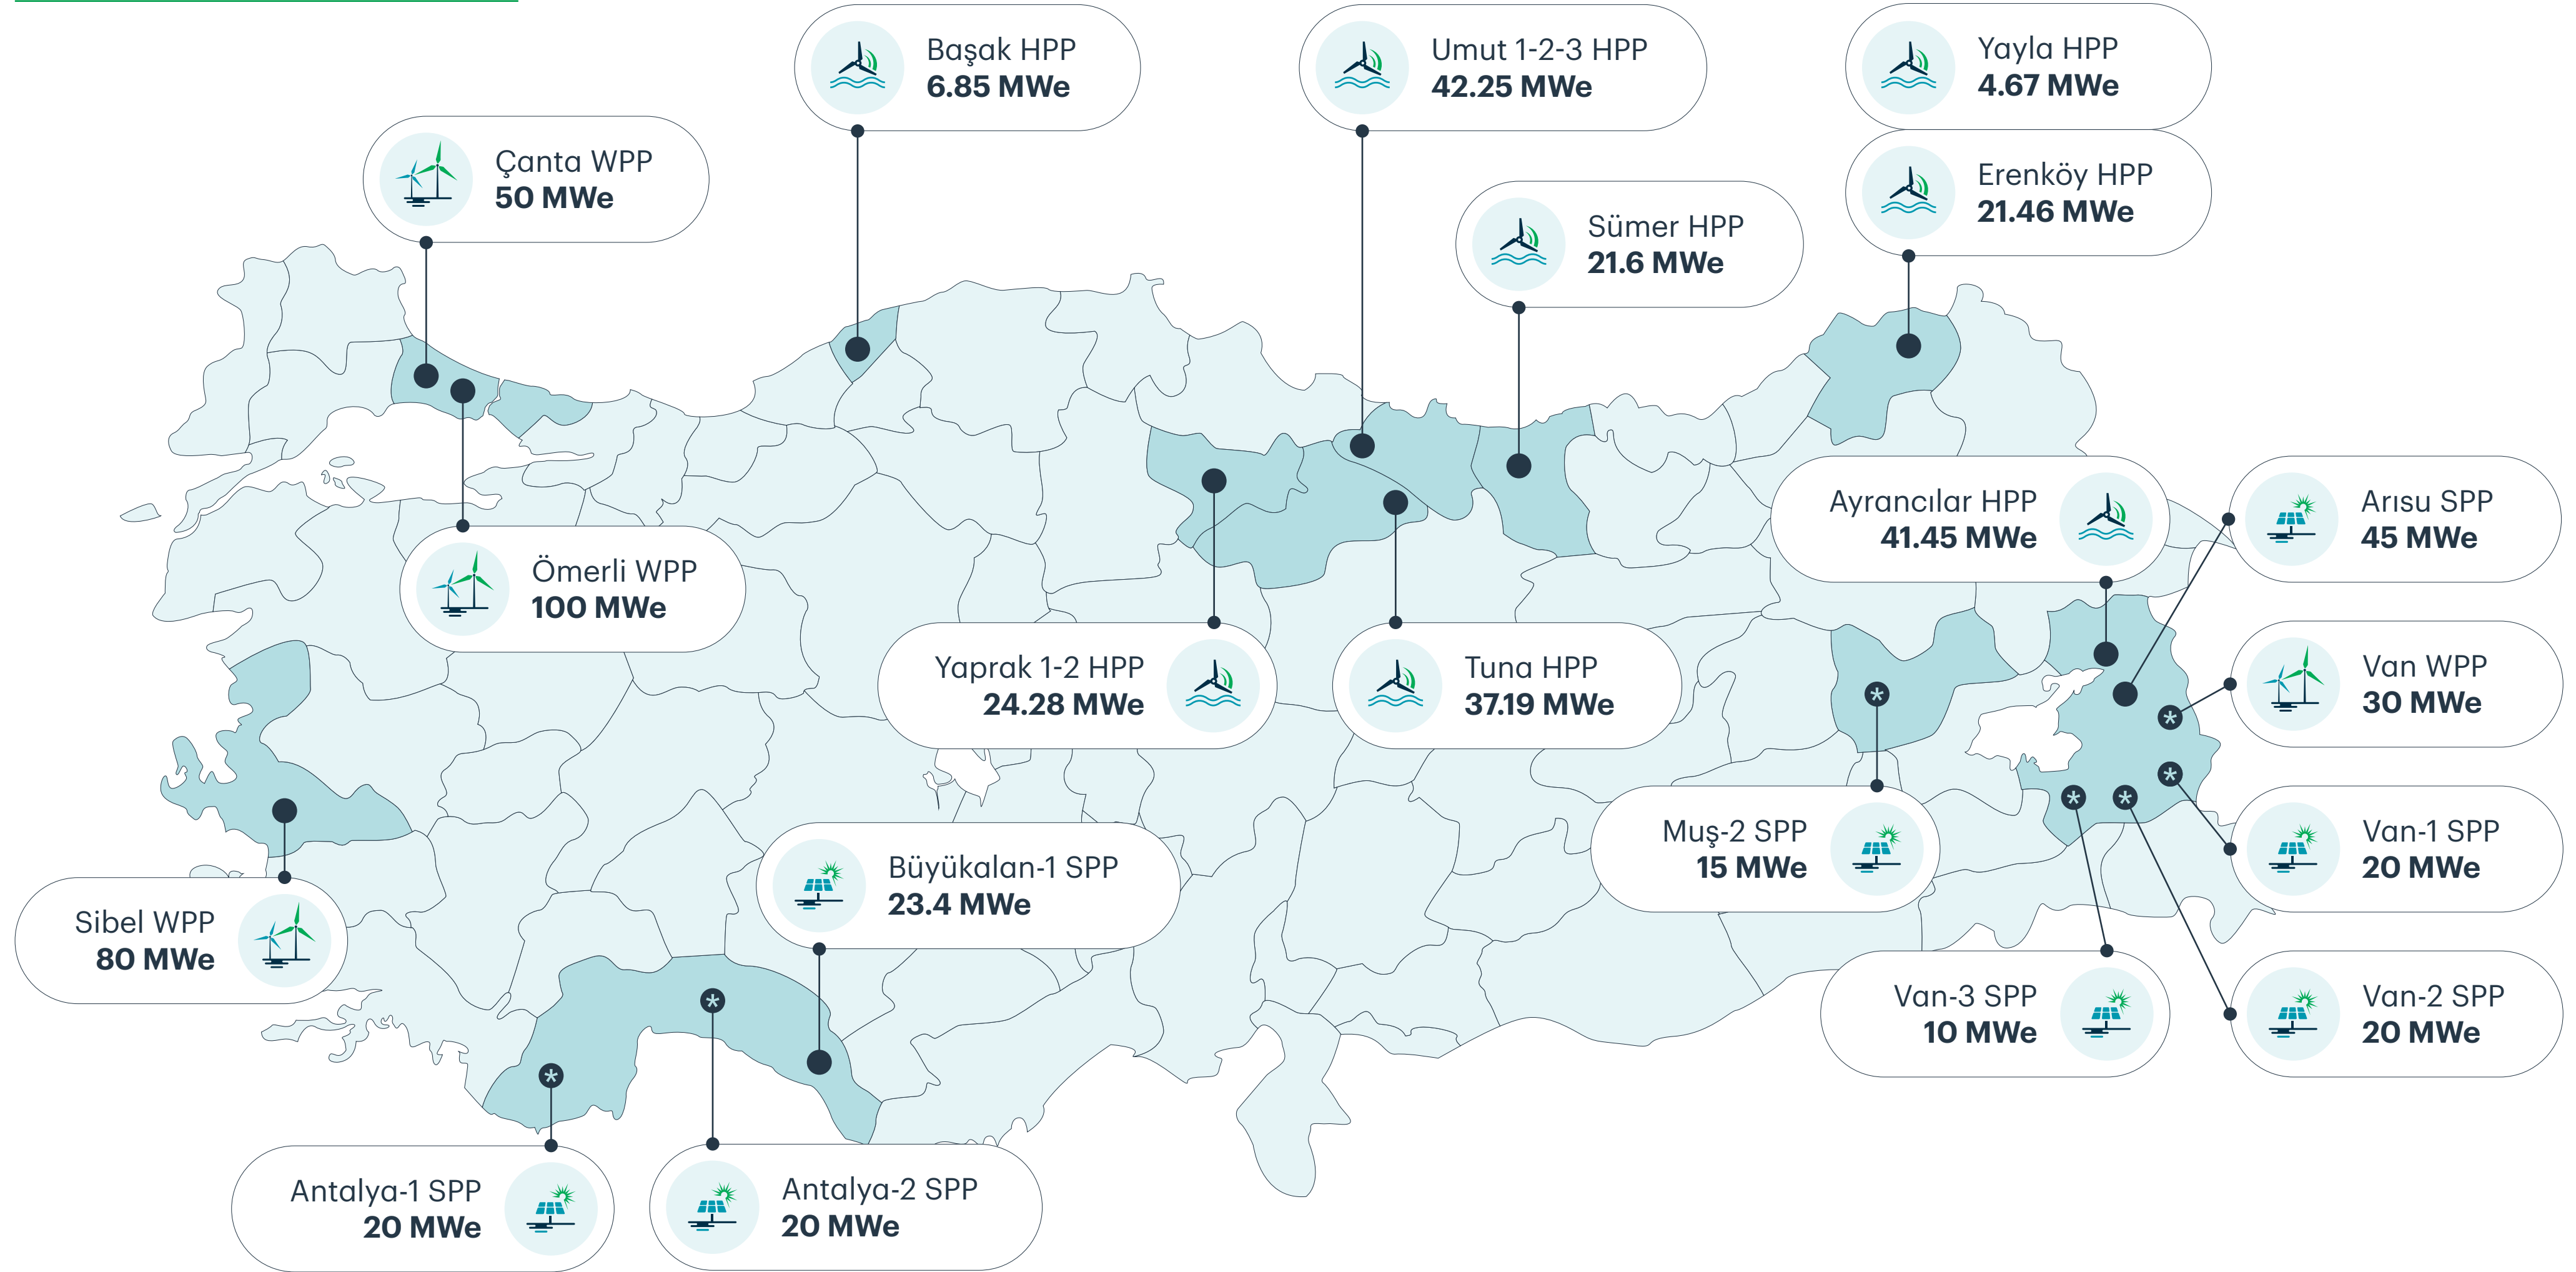 Başak HPP
6.85 MWe
Umut 1-2-3 HPP
42.25 MWe
Yayla HPP
4.67 MWe
Çanta WPP
50 MWe
Erenköy HPP
21.46 MWe
Sümer HPP
21.6 MWe
Ayrancılar HPP
41.45 MWe
Arısu SPP
45 MWe
Ömerli WPP
100 MWe
Yaprak 1-2 HPP
24.28 MWe
Tuna HPP
37.19 MWe
Van WPP
30 MWe
*
*
*
*
*
Muş-2 SPP
15 MWe
Van-1 SPP
20 MWe
Büyükalan-1 SPP
23.4 MWe
Sibel WPP
80 MWe
*
*
Van-3 SPP
10 MWe
Van-2 SPP
20 MWe
Antalya-1 SPP
20 MWe
Antalya-2 SPP
20 MWe